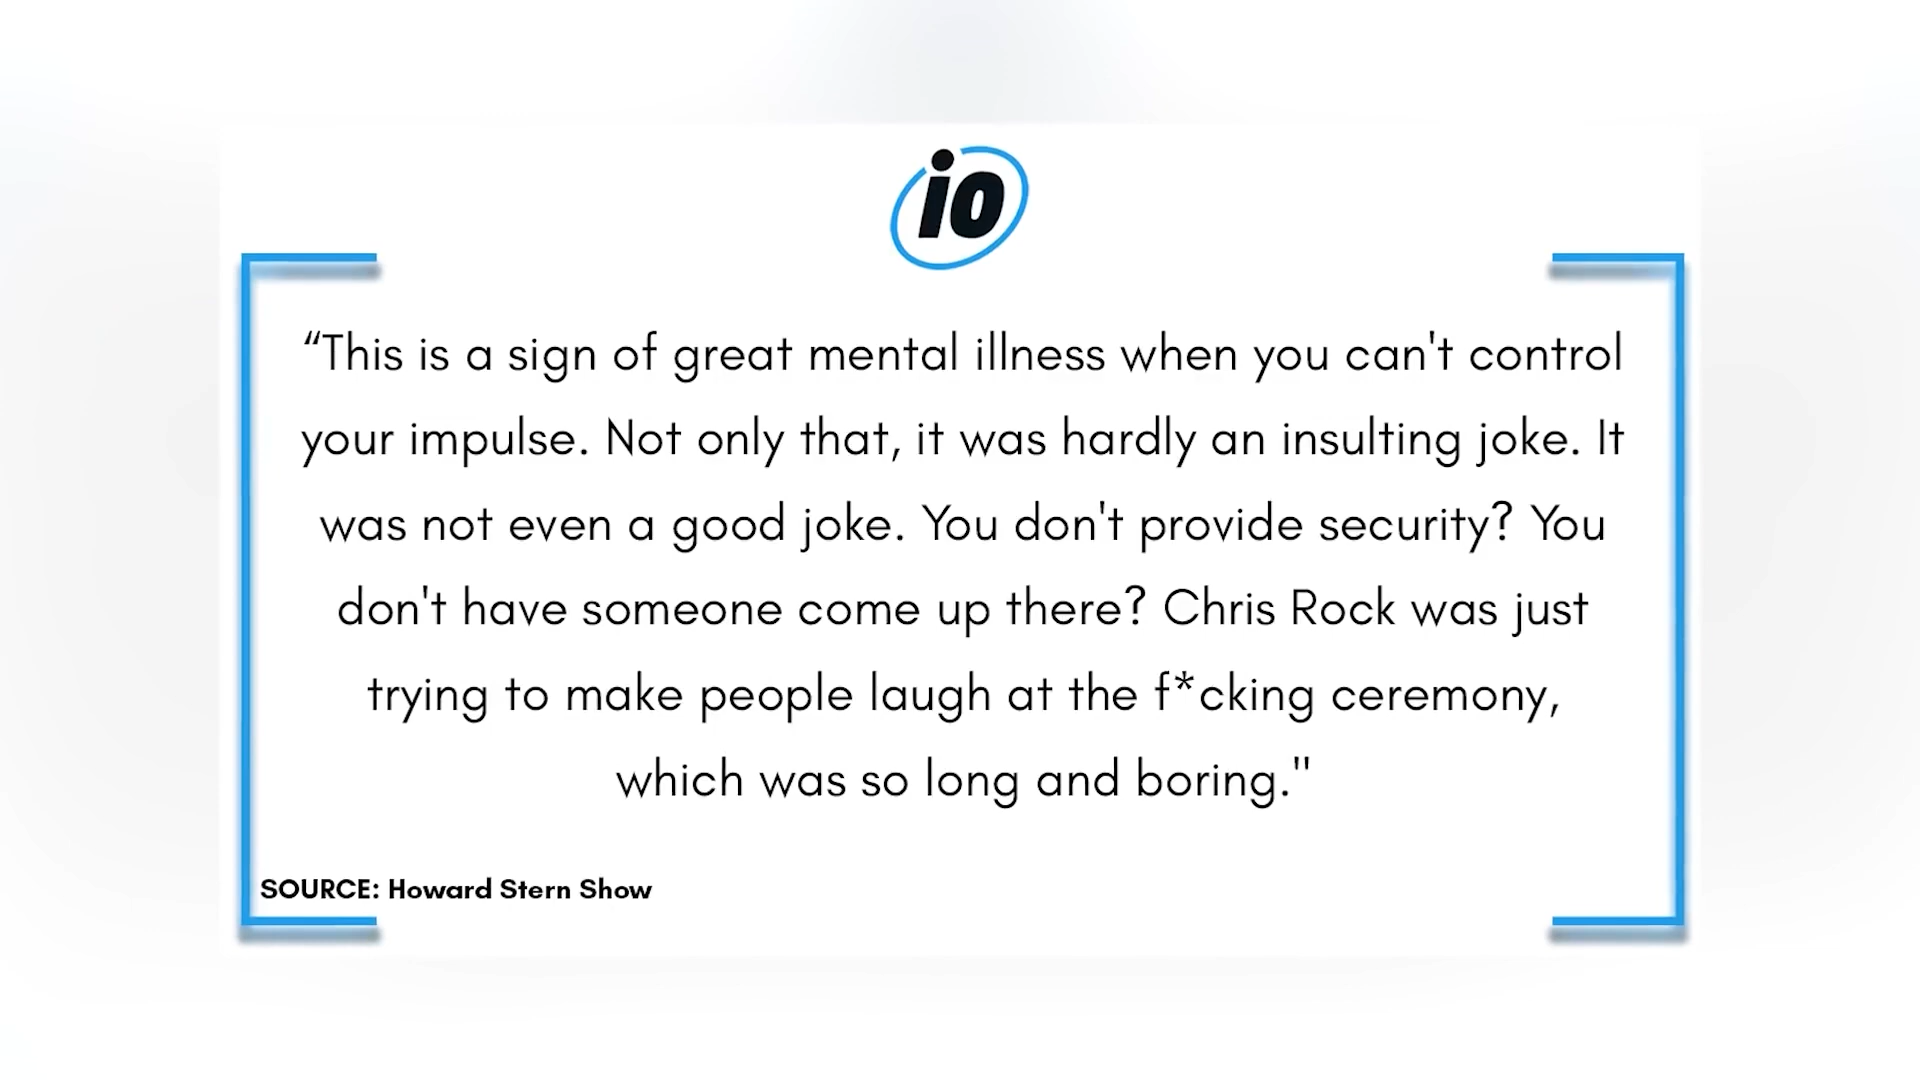 io
“This is a sign of great mental illness when you can't control
your impulse. Not only that, it was hardly an insulting joke. It
was not even a good joke. You don't provide security? You
don't have someone come up there? Chris Rock was just
trying to make people laugh at the f*cking ceremony,
which was so long and boring."
SOURCE: Howard Stern Show